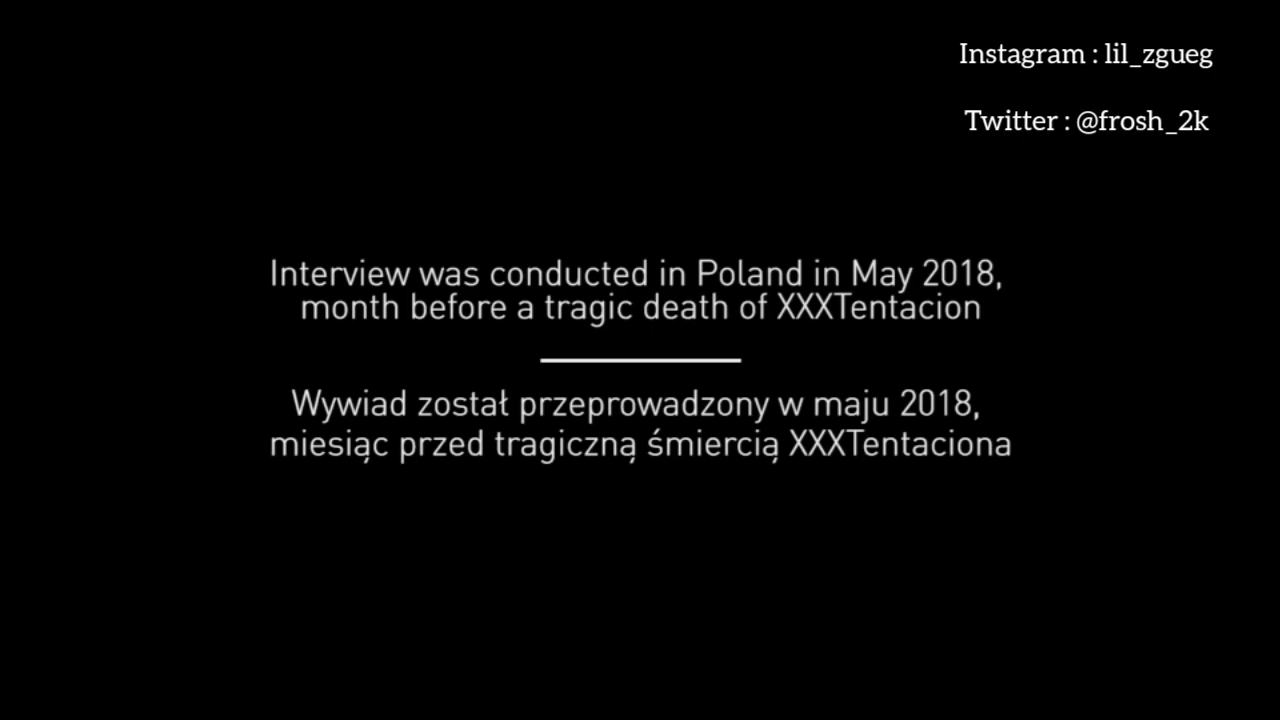 Instagram : lil_zgueg
Twitter : @frosh_2k
Interview was conducted in Poland in May 2018,
month before a tragic death of XXXTentacion
Wywiad został przeprowadzony w maju 2018,
miesiąc przed tragiczną śmiercią XXXTentaciona